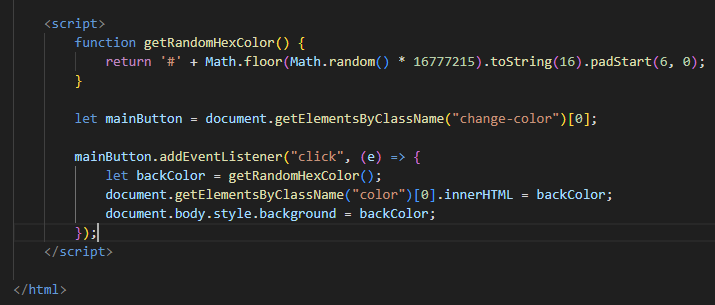 <script>
function getRandomHexColor() {
return '#' + Math.floor(Math.random() * 16777215).toString(16).padStart(6, 0);
}
let mainButton = document.getElementsByClassName("change-color")[0];
mainButton.addEventListener("click", (e) => {
let backColor = getRandomHexColor();
document.getElementsByClassName("color")[0].innerHTML = backColor;
document.body.style.background = backColor;
});
</script>
</html>